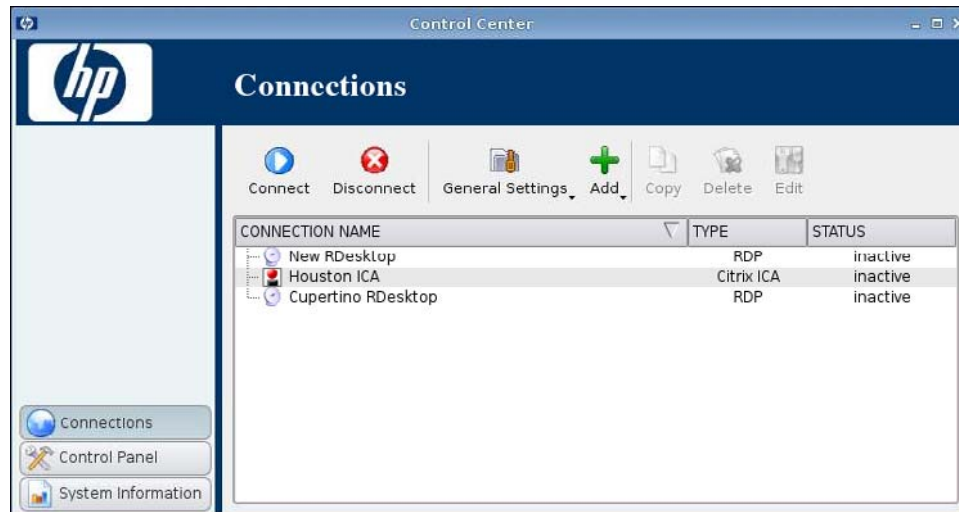 Control Center
hp
Connections
Connect Disconnect General Settings Add Copy Delete Edit
CONNECTION NAME TYPE STATUS
New RDesktop RDP inactive
Houston ICA Citrix ICA inactive
Cupertino RDesktop RDP inactive
Connections
Control Panel
System Information